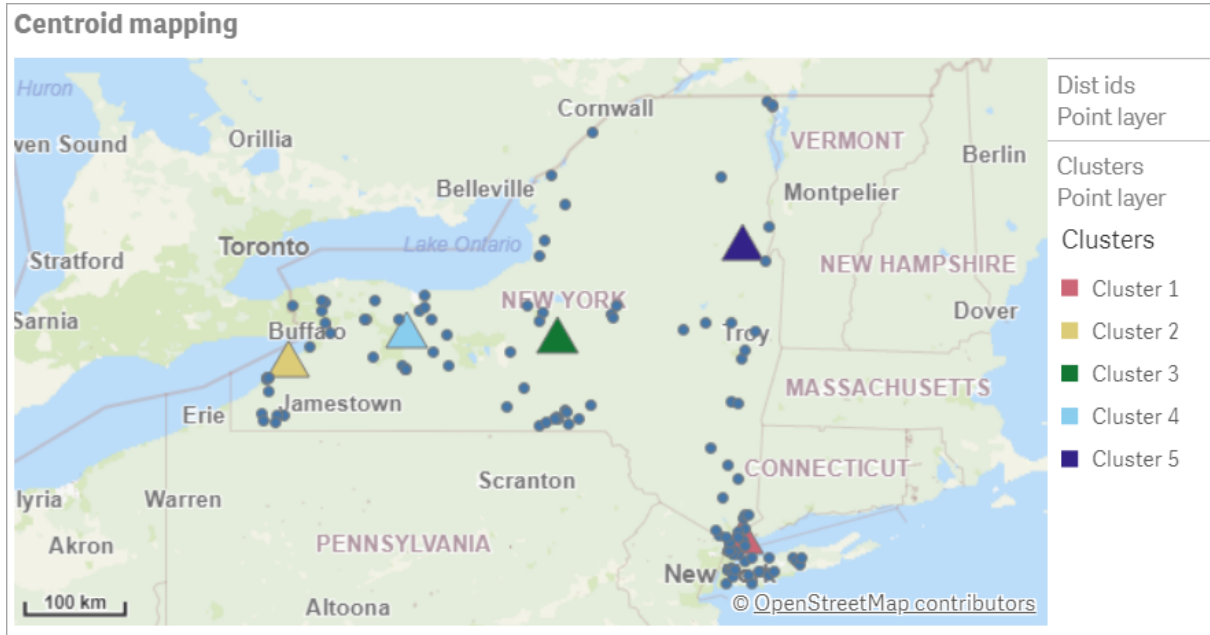 Centroid mapping
Huron
Cornwall
Orillia
wen Sound
VERMONT
Berlin
Belleville
Montpelier
Toronto
Lake Ontario
Stratford
NEW HAMPSHIRE
NEW YORK
Sarnia
Buffalo
Dover
Troy
MASSACHUSETTS
Jamestown
Erie
CONNECTICUT
Scranton
lyria
Warren
Akron
PENNSYLVANIA
New York
100 km
Altoona
© OpenStreetMap contributors
Dist ids
Point layer
Clusters
Point layer
Clusters
Cluster 1
Cluster 2
Cluster 3
Cluster 4
Cluster 5